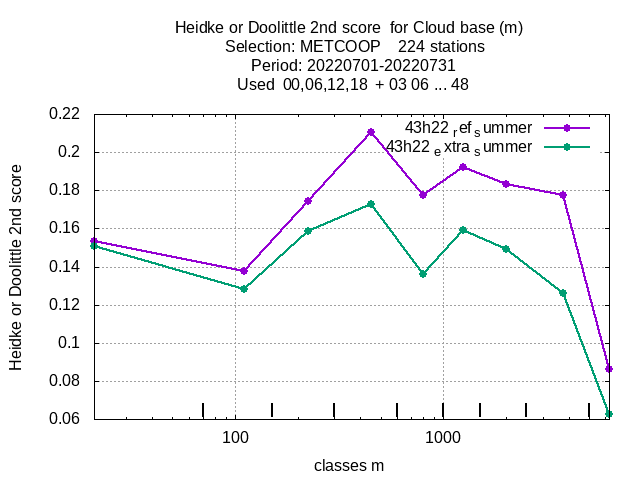 Heidke or Doolittle 2nd score  for Cloud base (m)
Selection: METCOOP    224 stations
Period: 20220701-20220731
Used  00,06,12,18  + 03 06 ... 48
43h22 ref summer
43h22 extra summer
Heidke or Doolittle 2nd score
0.22
0.2
0.18
0.16
0.14
0.12
0.1
0.08
0.06
100 1000
classes m